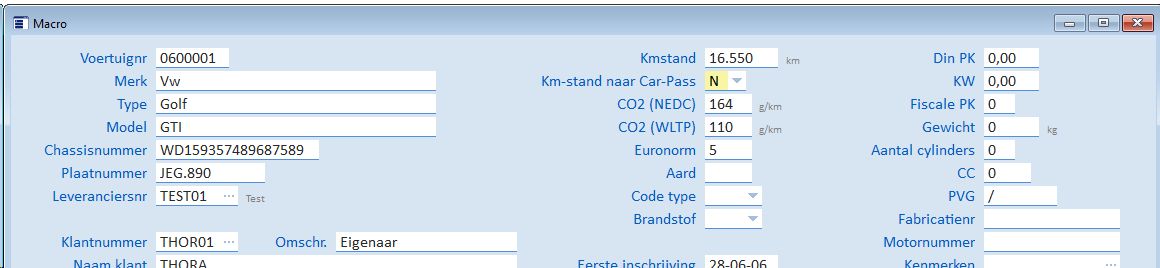 Macro
Voertuignr 0600001 Kmstand 16.550 km Din PK 0,00
Merk Vw Km-stand naar Car-Pass N KW 0,00
Type Golf CO2 (NEDC) 164 g/km Fiscale PK 0
Model GTI CO2 (WLTP) 110 g/km Gewicht 0 kg
Chassisnummer WD159357489687589 Euronorm 5 Aantal cylinders 0
Plaatnummer JEG.890 Aard CC 0
Leveranciersnr TEST01 ... Test Code type PVG /
Brandstof Fabricatienr
Klantnummer THOR01 ... Omschr. Eigenaar Motornummer
Naam klant THORA Eerste inschrijving 28-06-06 Kenmerken ...